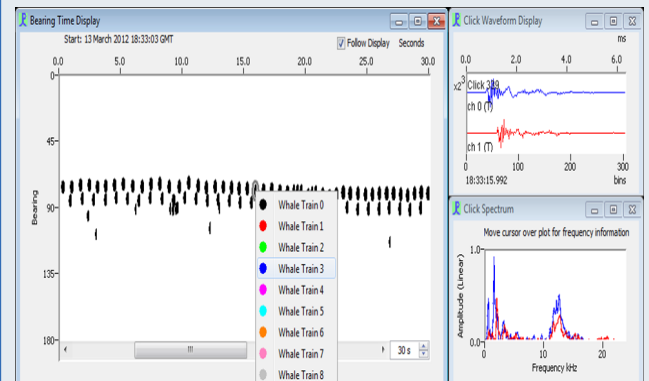 Bearing Time Display
Start: 13 March 2012 18:33:03 GMT
Follow Display Seconds
0.0 5.0 10.0 15.0 20.0 25.0 30.0
0
45
90
135
180
Bearing
Whale Train 0
Whale Train 1
Whale Train 2
Whale Train 3
Whale Train 4
Whale Train 5
Whale Train 6
Whale Train 7
Whale Train 8
30 s
Click Waveform Display
ms
0.0 2.0 4.0 6.0
x2^3
ch 0 (T)
ch 1 (T)
0 100 200 300
18:33:15.992 bins
Click Spectrum
Move cursor over plot for frequency information
1.0
0.0
Amplitude (Linear)
0 10 20
Frequency kHz